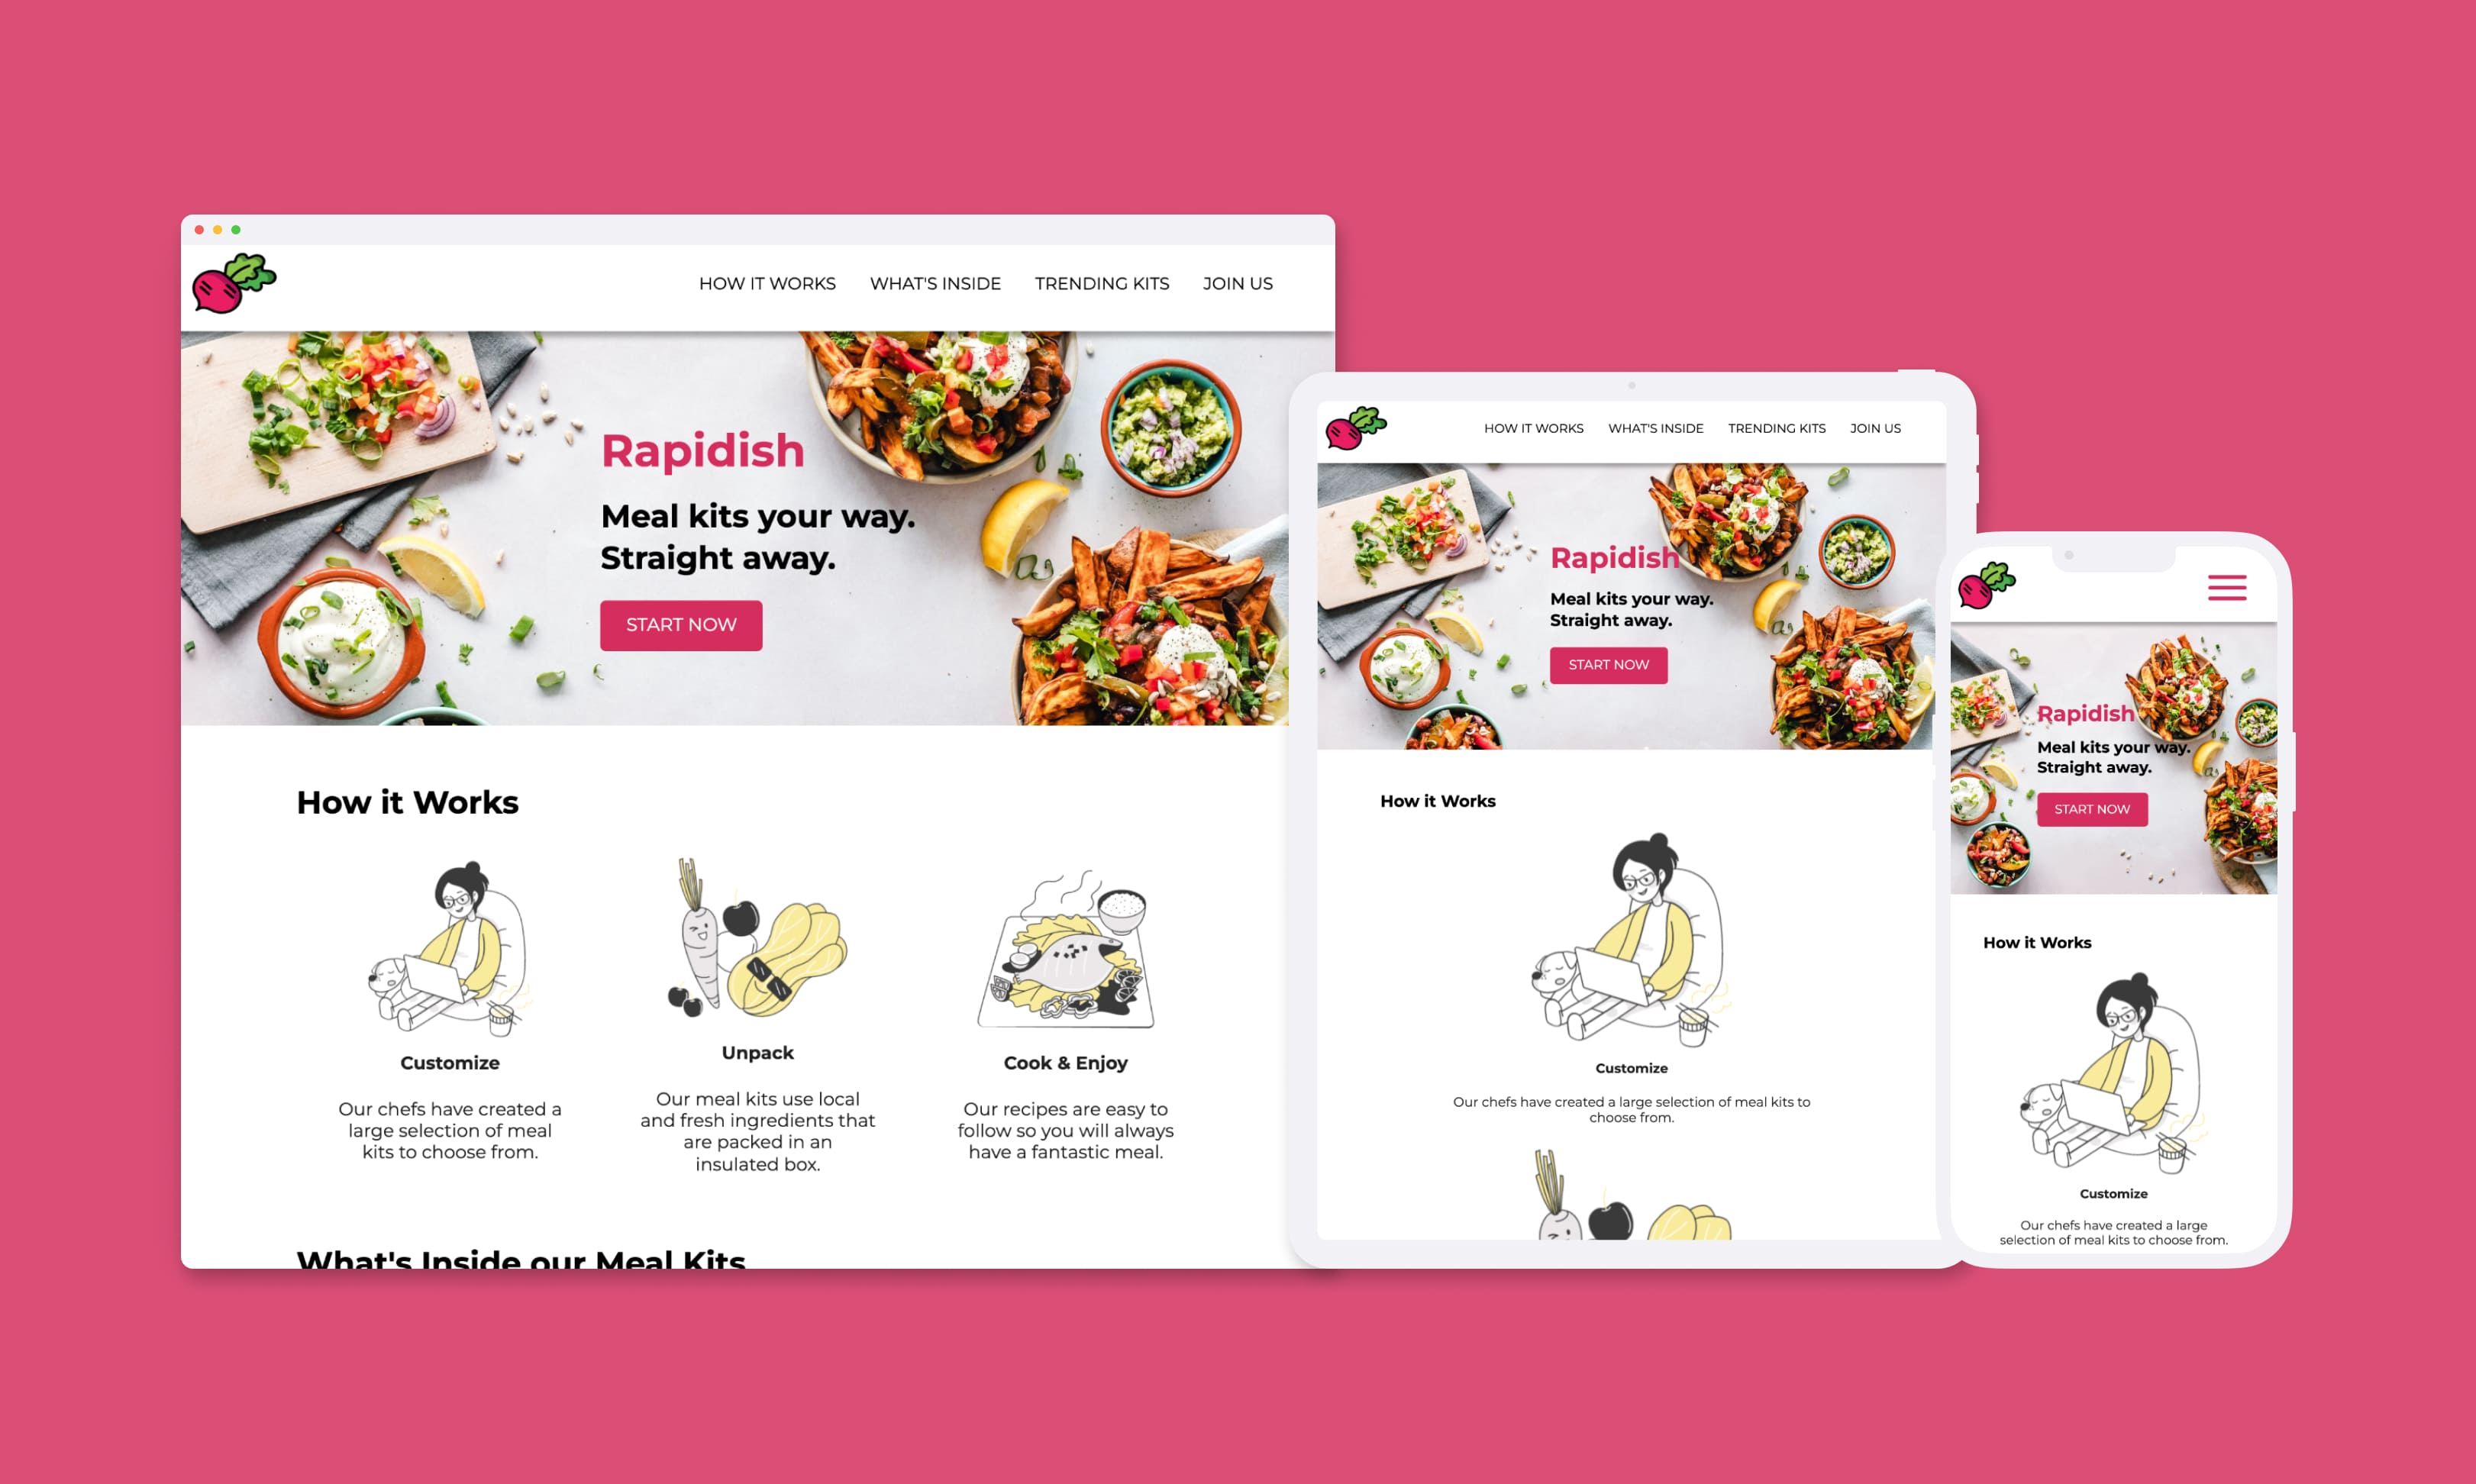 HOW IT WORKS WHAT'S INSIDE TRENDING KITS JOIN US
Rapidish
Meal kits your way.
Straight away.
START NOW
How it Works
Customize
Our chefs have created a
large selection of meal
kits to choose from.
Unpack
Our meal kits use local
and fresh ingredients that
are packed in an
insulated box.
Cook & Enjoy
Our recipes are easy to
follow so you will always
have a fantastic meal.
What's Inside our Meal Kits
HOW IT WORKS WHAT'S INSIDE TRENDING KITS JOIN US
Rapidish
Meal kits your way.
Straight away.
START NOW
How it Works
Customize
Our chefs have created a large selection of meal kits to
choose from.
Rapidish
Meal kits your way.
Straight away.
START NOW
How it Works
Customize
Our chefs have created a large
selection of meal kits to choose from.